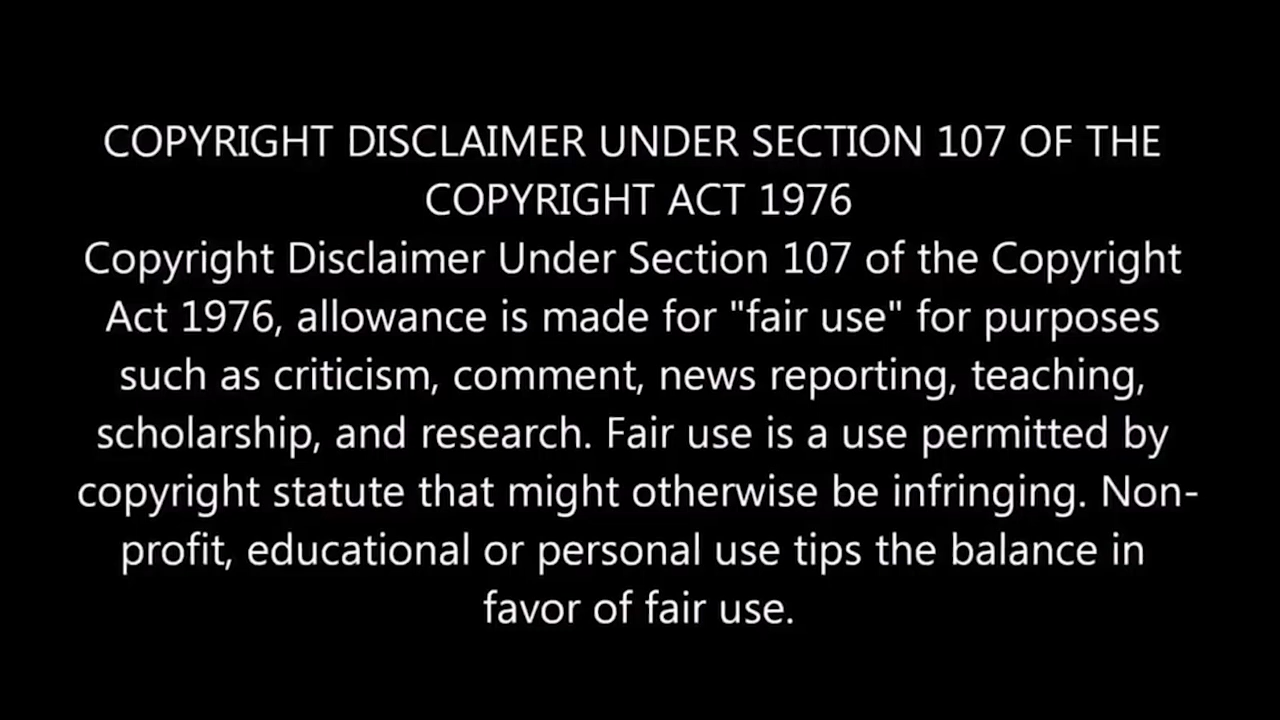 COPYRIGHT DISCLAIMER UNDER SECTION 107 OF THE
COPYRIGHT ACT 1976
Copyright Disclaimer Under Section 107 of the Copyright
Act 1976, allowance is made for "fair use" for purposes
such as criticism, comment, news reporting, teaching,
scholarship, and research. Fair use is a use permitted by
copyright statute that might otherwise be infringing. Non-
profit, educational or personal use tips the balance in
favor of fair use.